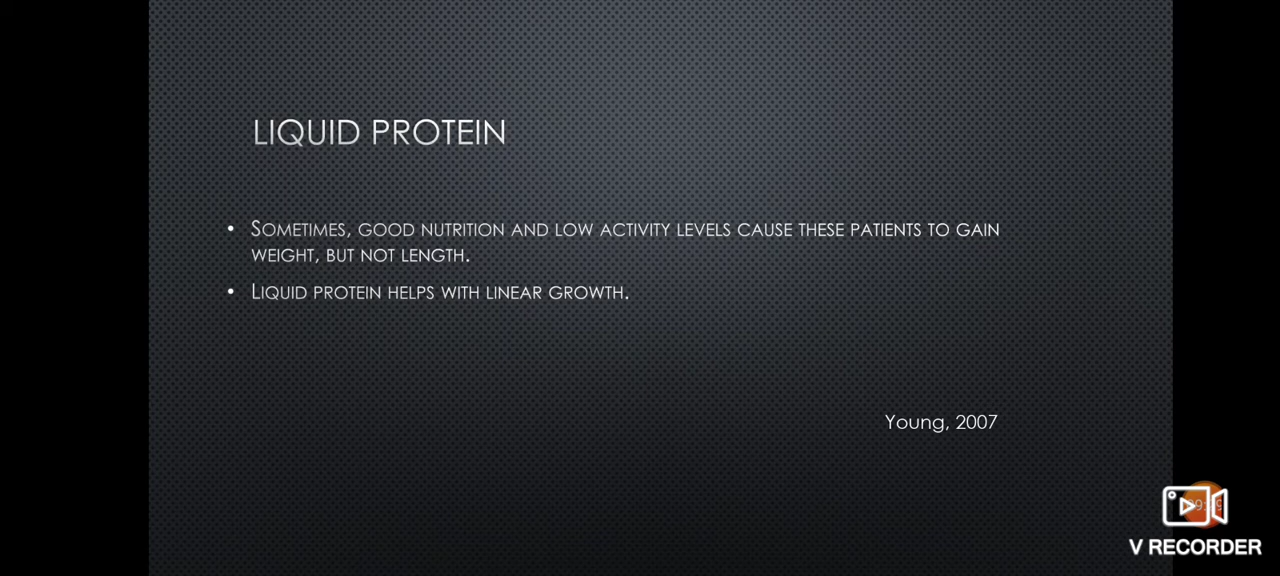 LIQUID PROTEIN
• SOMETIMES, GOOD NUTRITION AND LOW ACTIVITY LEVELS CAUSE THESE PATIENTS TO GAIN
WEIGHT, BUT NOT LENGTH.
• LIQUID PROTEIN HELPS WITH LINEAR GROWTH.
Young, 2007
V RECORDER